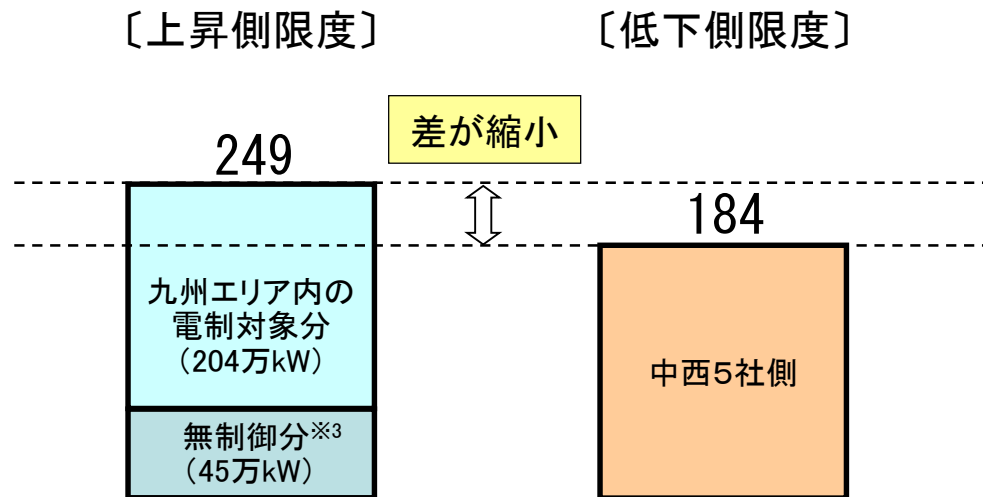 〔上昇側限度〕
〔低下側限度〕
差が縮小
249
184
九州エリア内の
電制対象分
（204万kW）
中西5社側
無制御分※3
（45万kW）